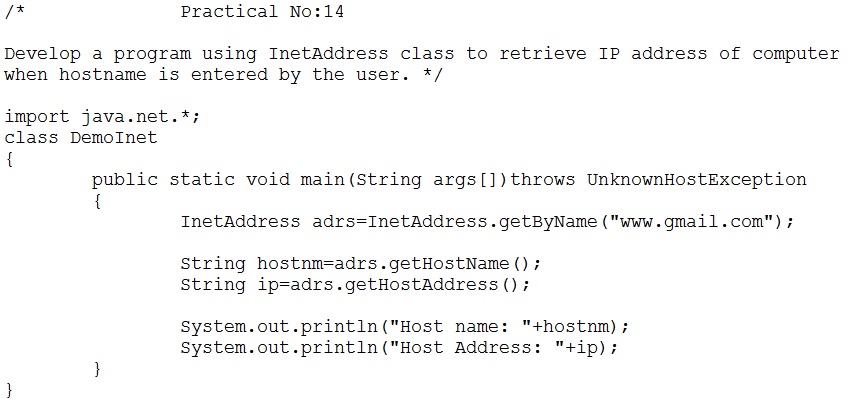 /*              Practical No:14
Develop a program using InetAddress class to retrieve IP address of computer
when hostname is entered by the user. */
import java.net.*;
class DemoInet
{
        public static void main(String args[])throws UnknownHostException
        {
                InetAddress adrs=InetAddress.getByName("www.gmail.com");
                String hostnm=adrs.getHostName();
                String ip=adrs.getHostAddress();
                System.out.println("Host name: "+hostnm);
                System.out.println("Host Address: "+ip);
        }
}